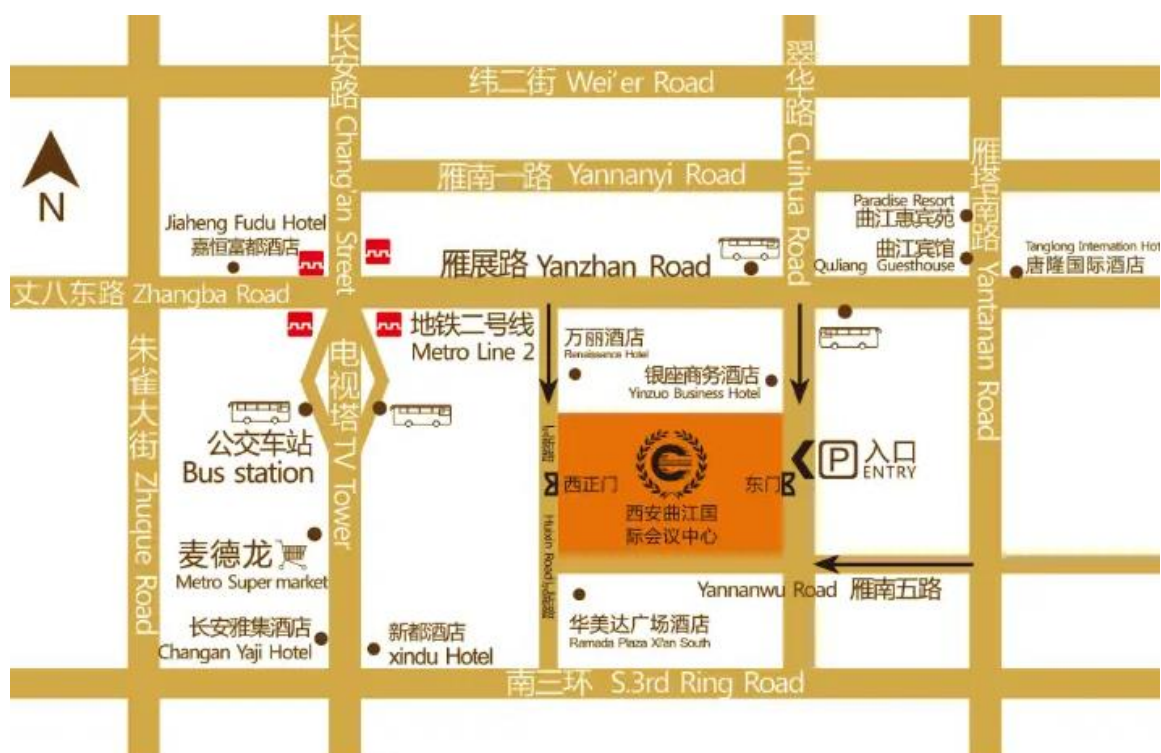 纬二街 Wei'er Road
长安路 Chang'an Street
翠华路 Cuihua Road
雁南一路 Yannanyi Road
雁塔南路 Yantanan Road
N
Jiaheng Fudu Hotel
嘉恒富都酒店
Paradise Resort
曲江惠宾苑
曲江宾馆
QuJiang Guesthouse
Tanglong Internation Hot
唐隆国际酒店
雁展路 Yanzhan Road
丈八东路 Zhangba Road
地铁二号线
Metro Line 2
万丽酒店
Renaissance Hotel
银座商务酒店
Yinzuo Business Hotel
朱雀大街 Zhuque Road
电视塔 TV Tower
公交车站
Bus station
西正门
东门
P
入口
ENTRY
西安曲江国
际会议中心
Huixin Road
麦德龙
Metro Super market
Yannanwu Road 雁南五路
长安雅集酒店
Changan Yaji Hotel
新都酒店
xindu Hotel
华美达广场酒店
Ramada Plaza Xi'an South
南三环 S.3rd Ring Road